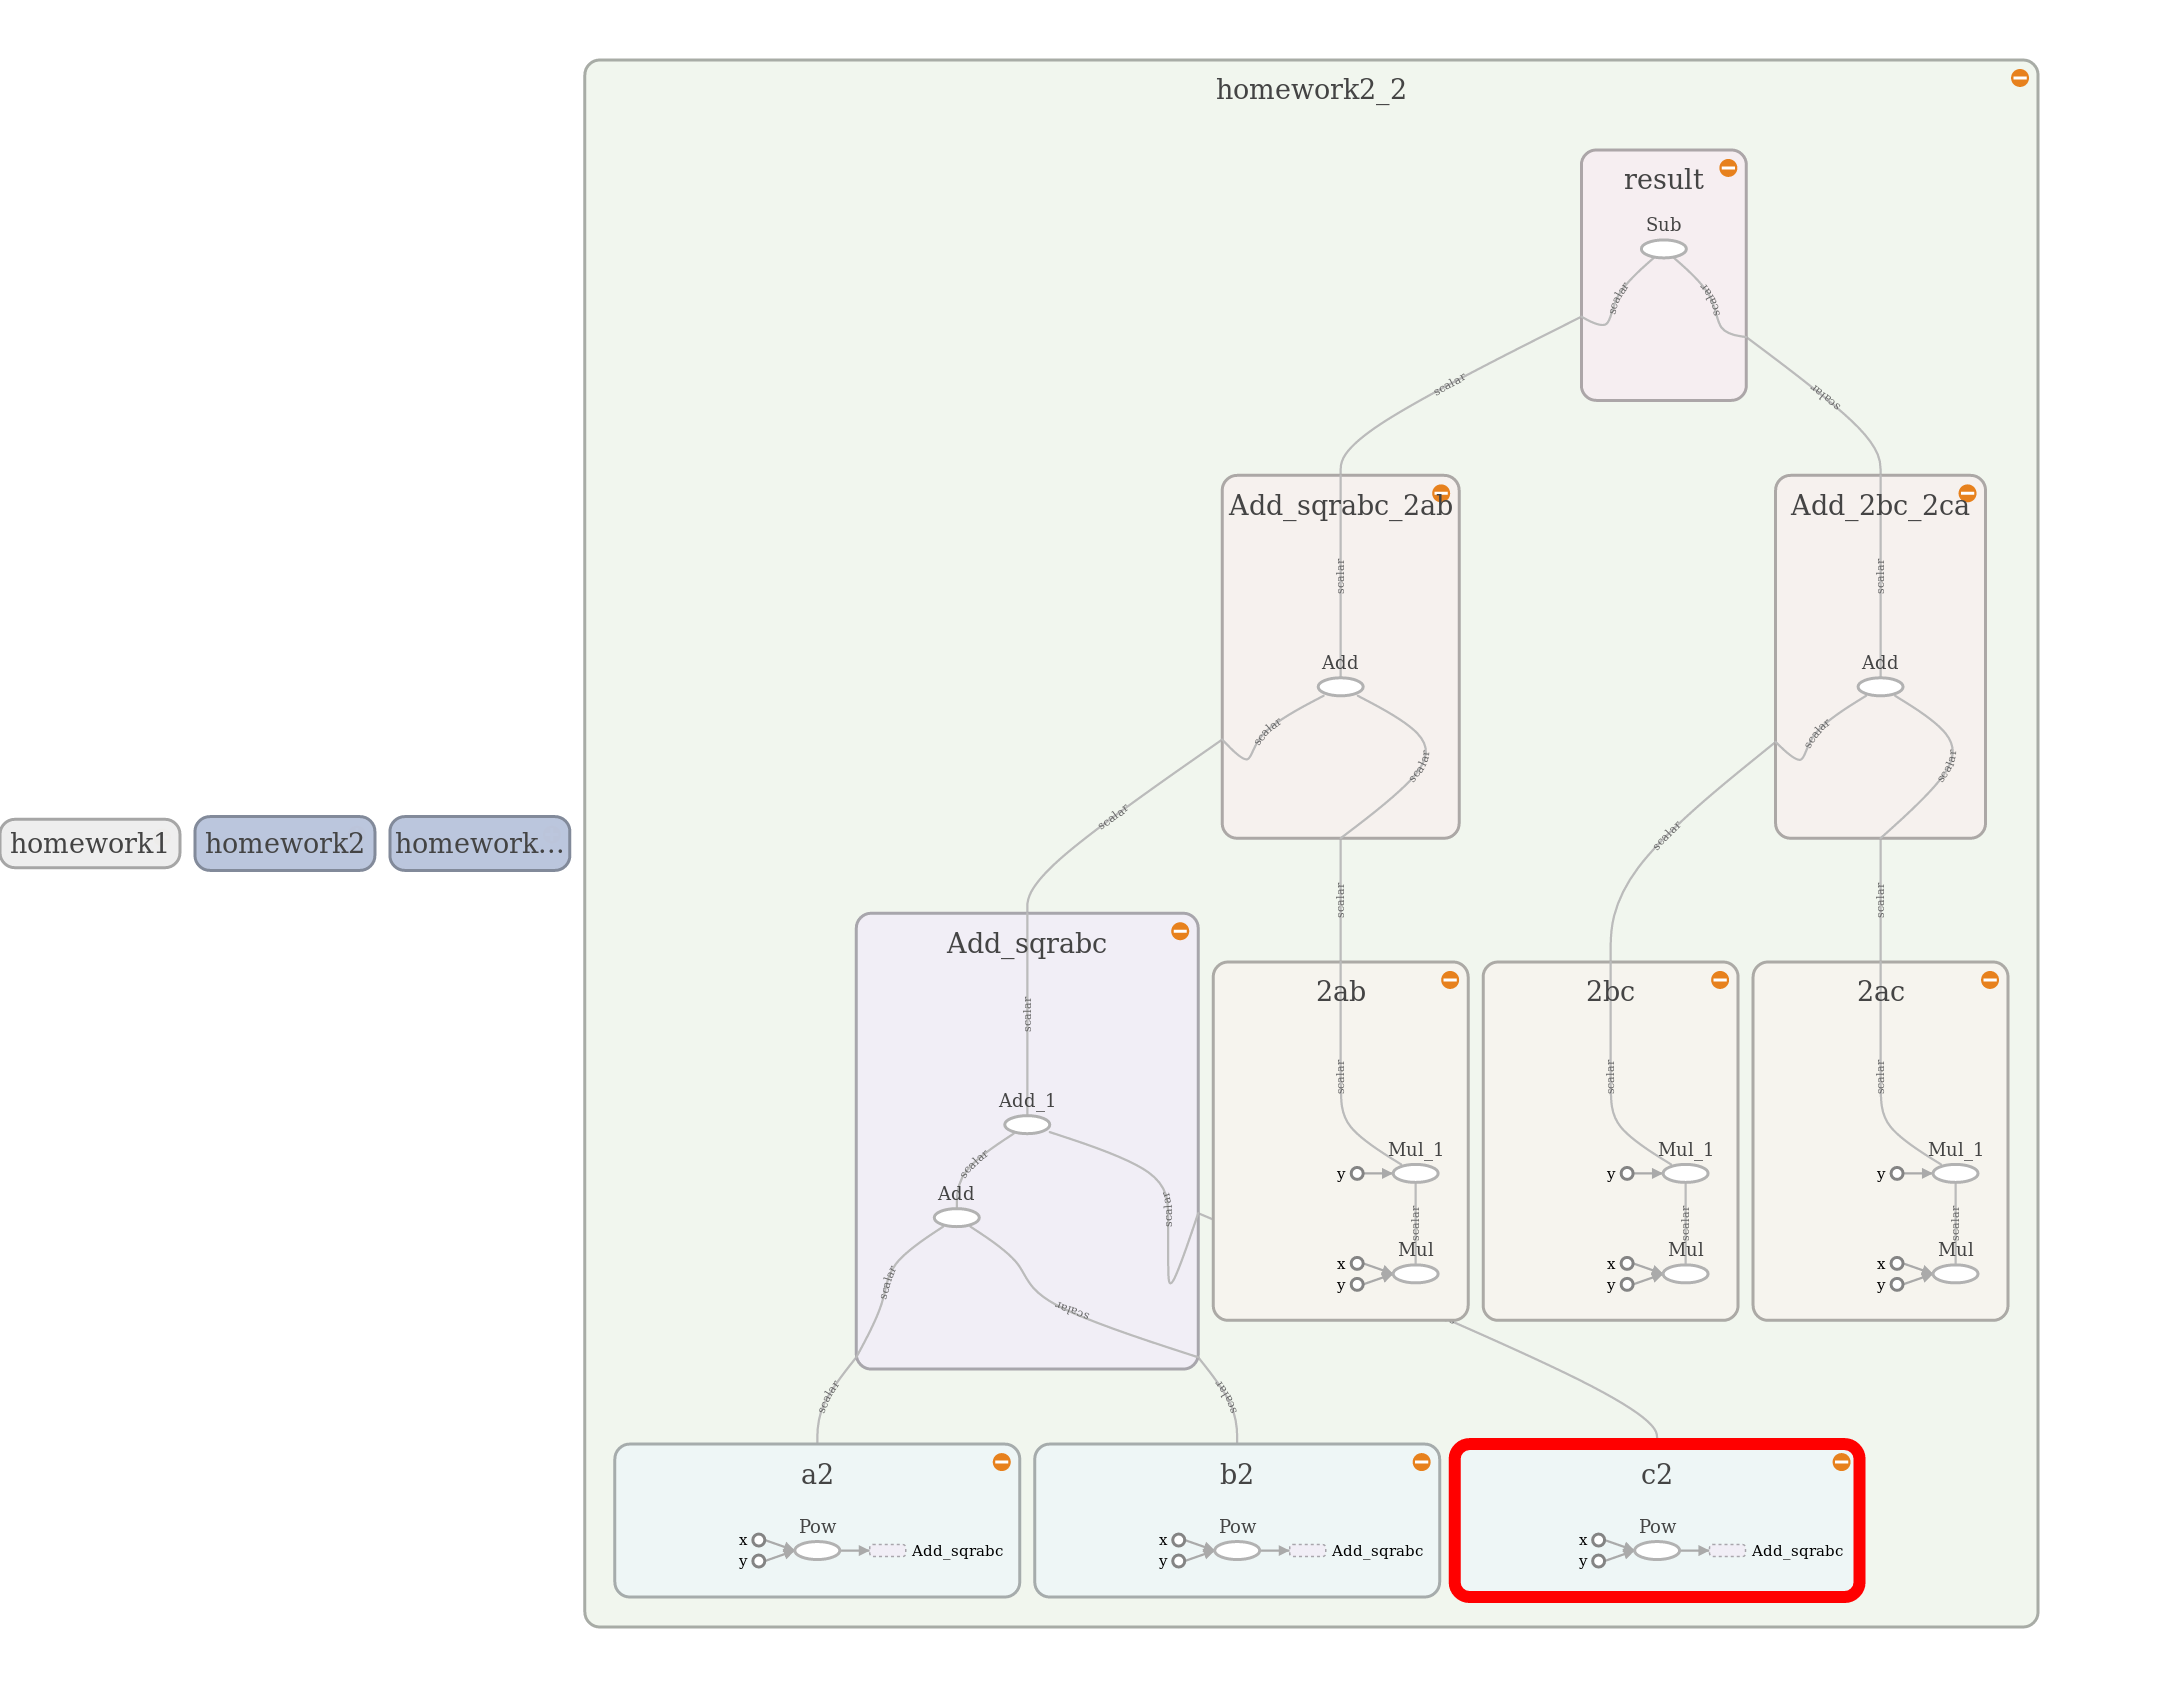 homework2_2
result
Sub
scalar
scalar
scalar
scalar
Add_sqrabc_2ab
Add_2bc_2ca
scalar
scalar
Add
Add
scalar
scalar
scalar
scalar
scalar
scalar
homework1
homework2
homework...
scalar
scalar
Add_sqrabc
2ab
2bc
2ac
scalar
scalar
scalar
scalar
Add_1
Mul_1
Mul_1
Mul_1
scalar
y
y
y
Add
scalar
scalar
scalar
scalar
Mul
Mul
Mul
x
x
x
y
y
y
scalar
scalar
scalar
scalar
a2
b2
c2
Pow
Pow
Pow
x
y
Add_sqrabc
x
y
Add_sqrabc
x
y
Add_sqrabc